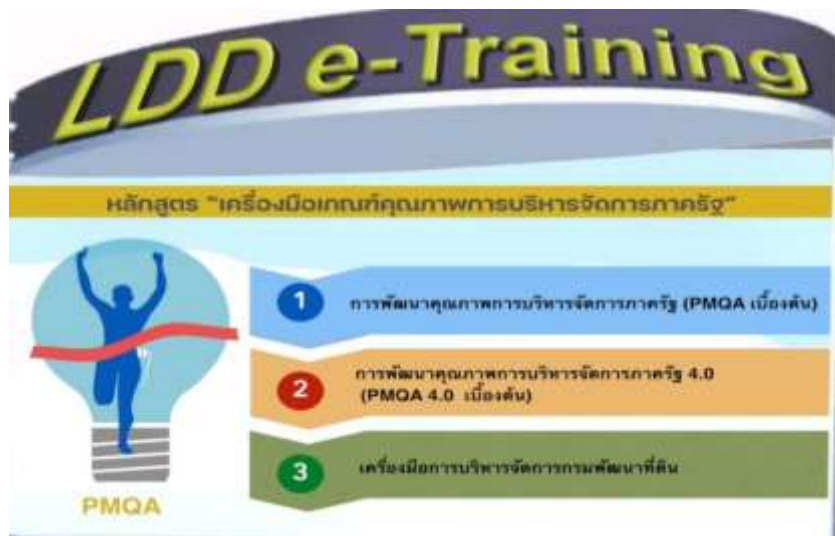 LDD e-Training
หลักสูตร "เครื่องมือเกณฑ์คุณภาพการบริหารจัดการภาครัฐ"
1 การพัฒนาคุณภาพการบริหารจัดการภาครัฐ (PMQA เบื้องต้น)
2 การพัฒนาคุณภาพการบริหารจัดการภาครัฐ 4.0
(PMQA 4.0 เบื้องต้น)
3 เครื่องมือการบริหารจัดการกรมพัฒนาที่ดิน
PMQA